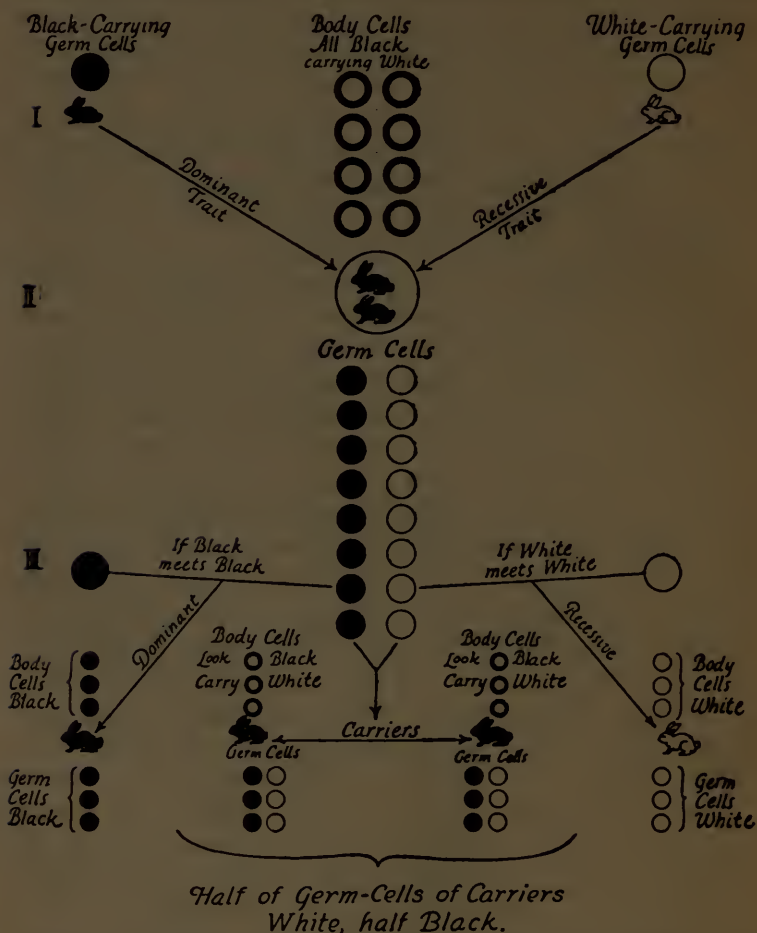 Black-Carrying
Germ Cells
Body Cells
All Black
carrying White
White-Carrying
Germ Cells
I
Dominant
Trait
Recessive
Trait
II
Germ Cells
III
If Black
meets Black
If White
meets White
Dominant
Recessive
Body
Cells
Black
Body Cells
Look Black
Carry White
Body Cells
Look Black
Carry White
Body
Cells
White
Carriers
Germ Cells
Germ Cells
Germ
Cells
Black
Germ
Cells
White
Half of Germ-Cells of Carriers
White, half Black.